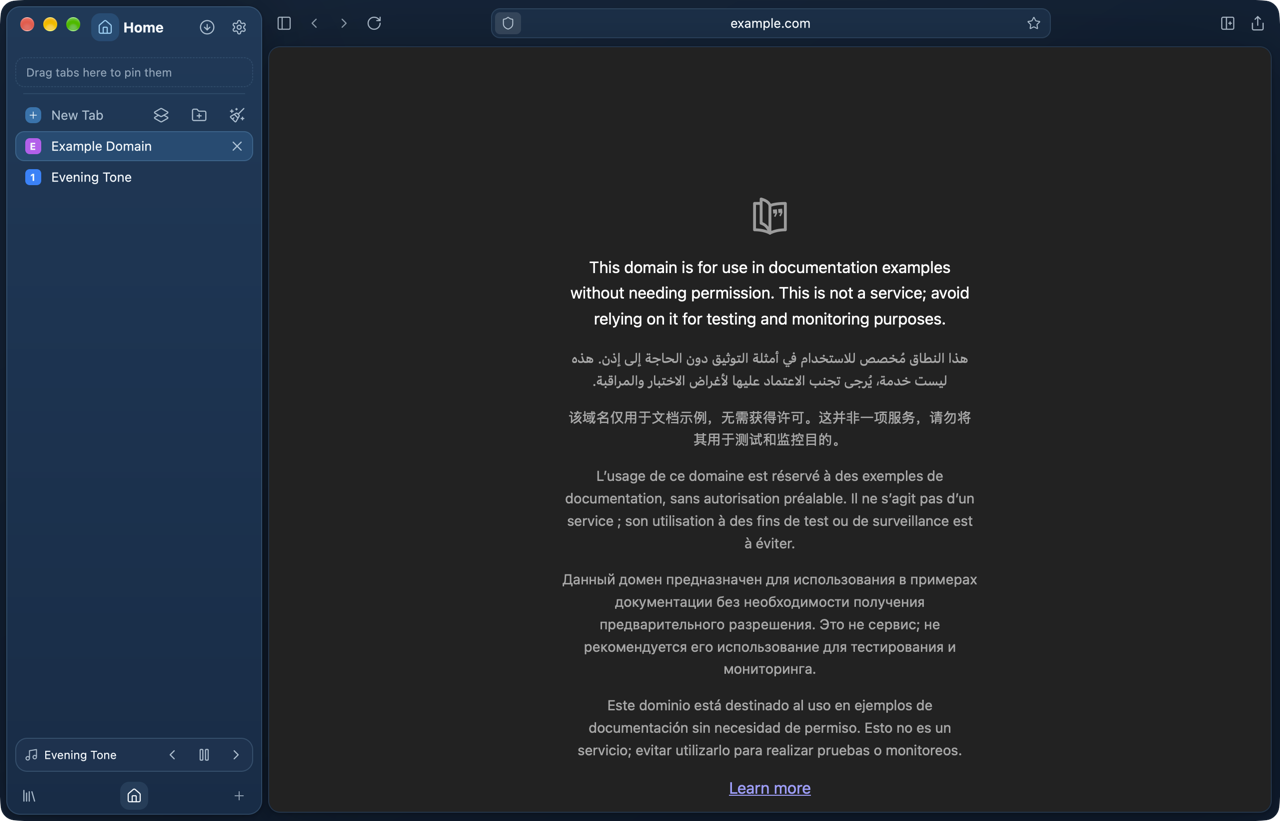 Home
example.com
Drag tabs here to pin them
New Tab
E Example Domain
1 Evening Tone
This domain is for use in documentation examples
without needing permission. This is not a service; avoid
relying on it for testing and monitoring purposes.
هذا النطاق مُخصص للاستخدام في أمثلة التوثيق دون الحاجة إلى إذن. هذه
ليست خدمة، يُرجى تجنب الاعتماد عليها لأغراض الاختبار والمراقبة.
该域名仅用于文档示例，无需获得许可。这并非一项服务，请勿将
其用于测试和监控目的。
L’usage de ce domaine est réservé à des exemples de
documentation, sans autorisation préalable. Il ne s’agit pas d’un
service ; son utilisation à des fins de test ou de surveillance est
à éviter.
Данный домен предназначен для использования в примерах
документации без необходимости получения
предварительного разрешения. Это не сервис; не
рекомендуется его использование для тестирования и
мониторинга.
Este dominio está destinado al uso en ejemplos de
documentación sin necesidad de permiso. Esto no es un
servicio; evitar utilizarlo para realizar pruebas o monitoreos.
Learn more
Evening Tone